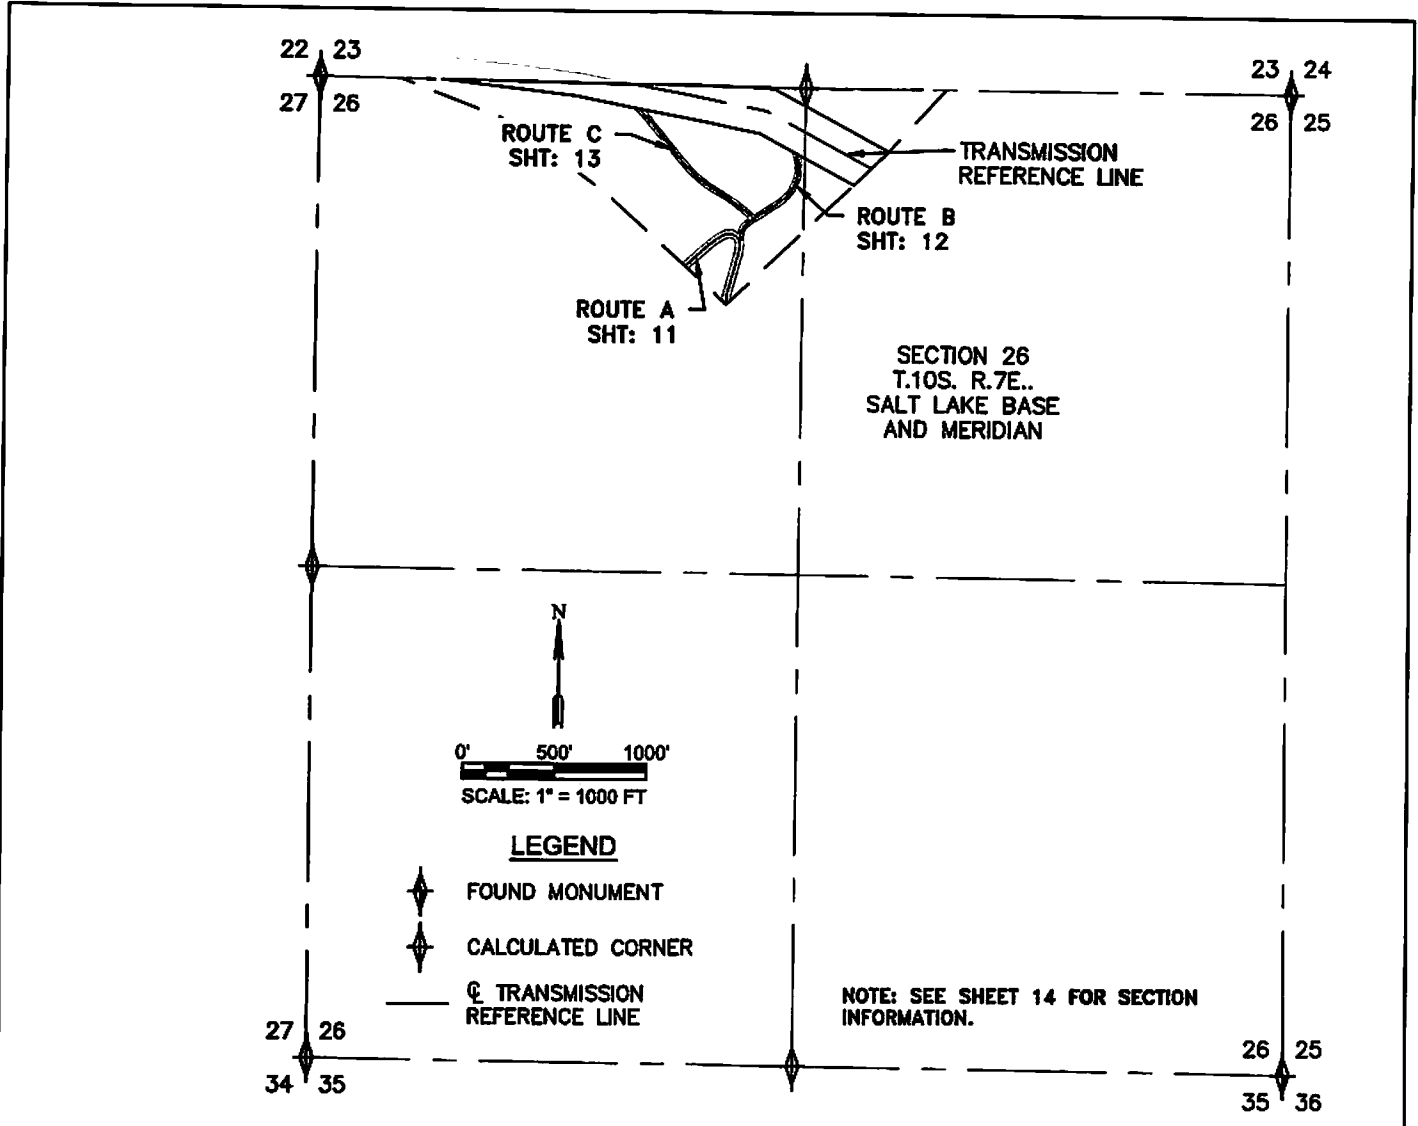 22 23
27 26
23 24
26 25
ROUTE C
SHT: 13
TRANSMISSION
REFERENCE LINE
ROUTE B
SHT: 12
ROUTE A
SHT: 11
SECTION 26
T.10S. R.7E..
SALT LAKE BASE
AND MERIDIAN
N
0' 500' 1000'
SCALE: 1" = 1000 FT
LEGEND
FOUND MONUMENT
CALCULATED CORNER
℄ TRANSMISSION
REFERENCE LINE
NOTE: SEE SHEET 14 FOR SECTION
INFORMATION.
27 26
34 35
26 25
35 36